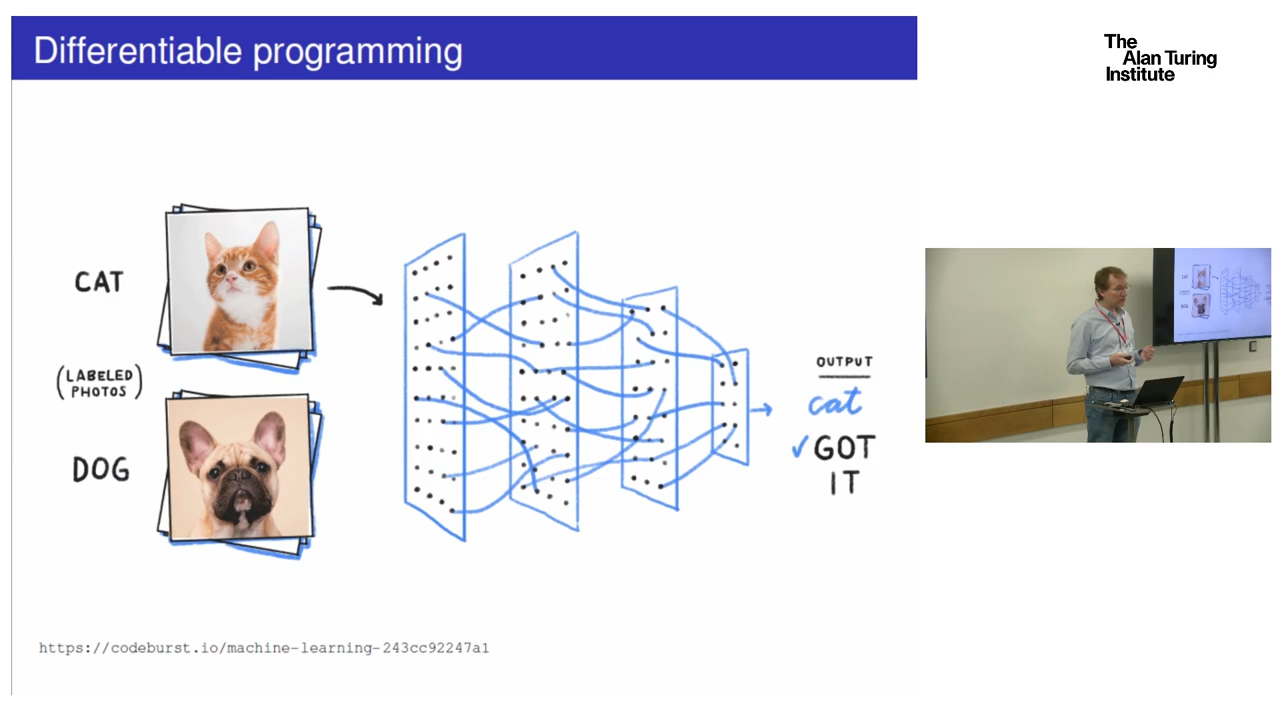 Differentiable programming
The
Alan Turing
Institute
CAT
(LABELED
PHOTOS)
DOG
OUTPUT
cat
✓GOT
IT
https://codeburst.io/machine-learning-243cc92247a1